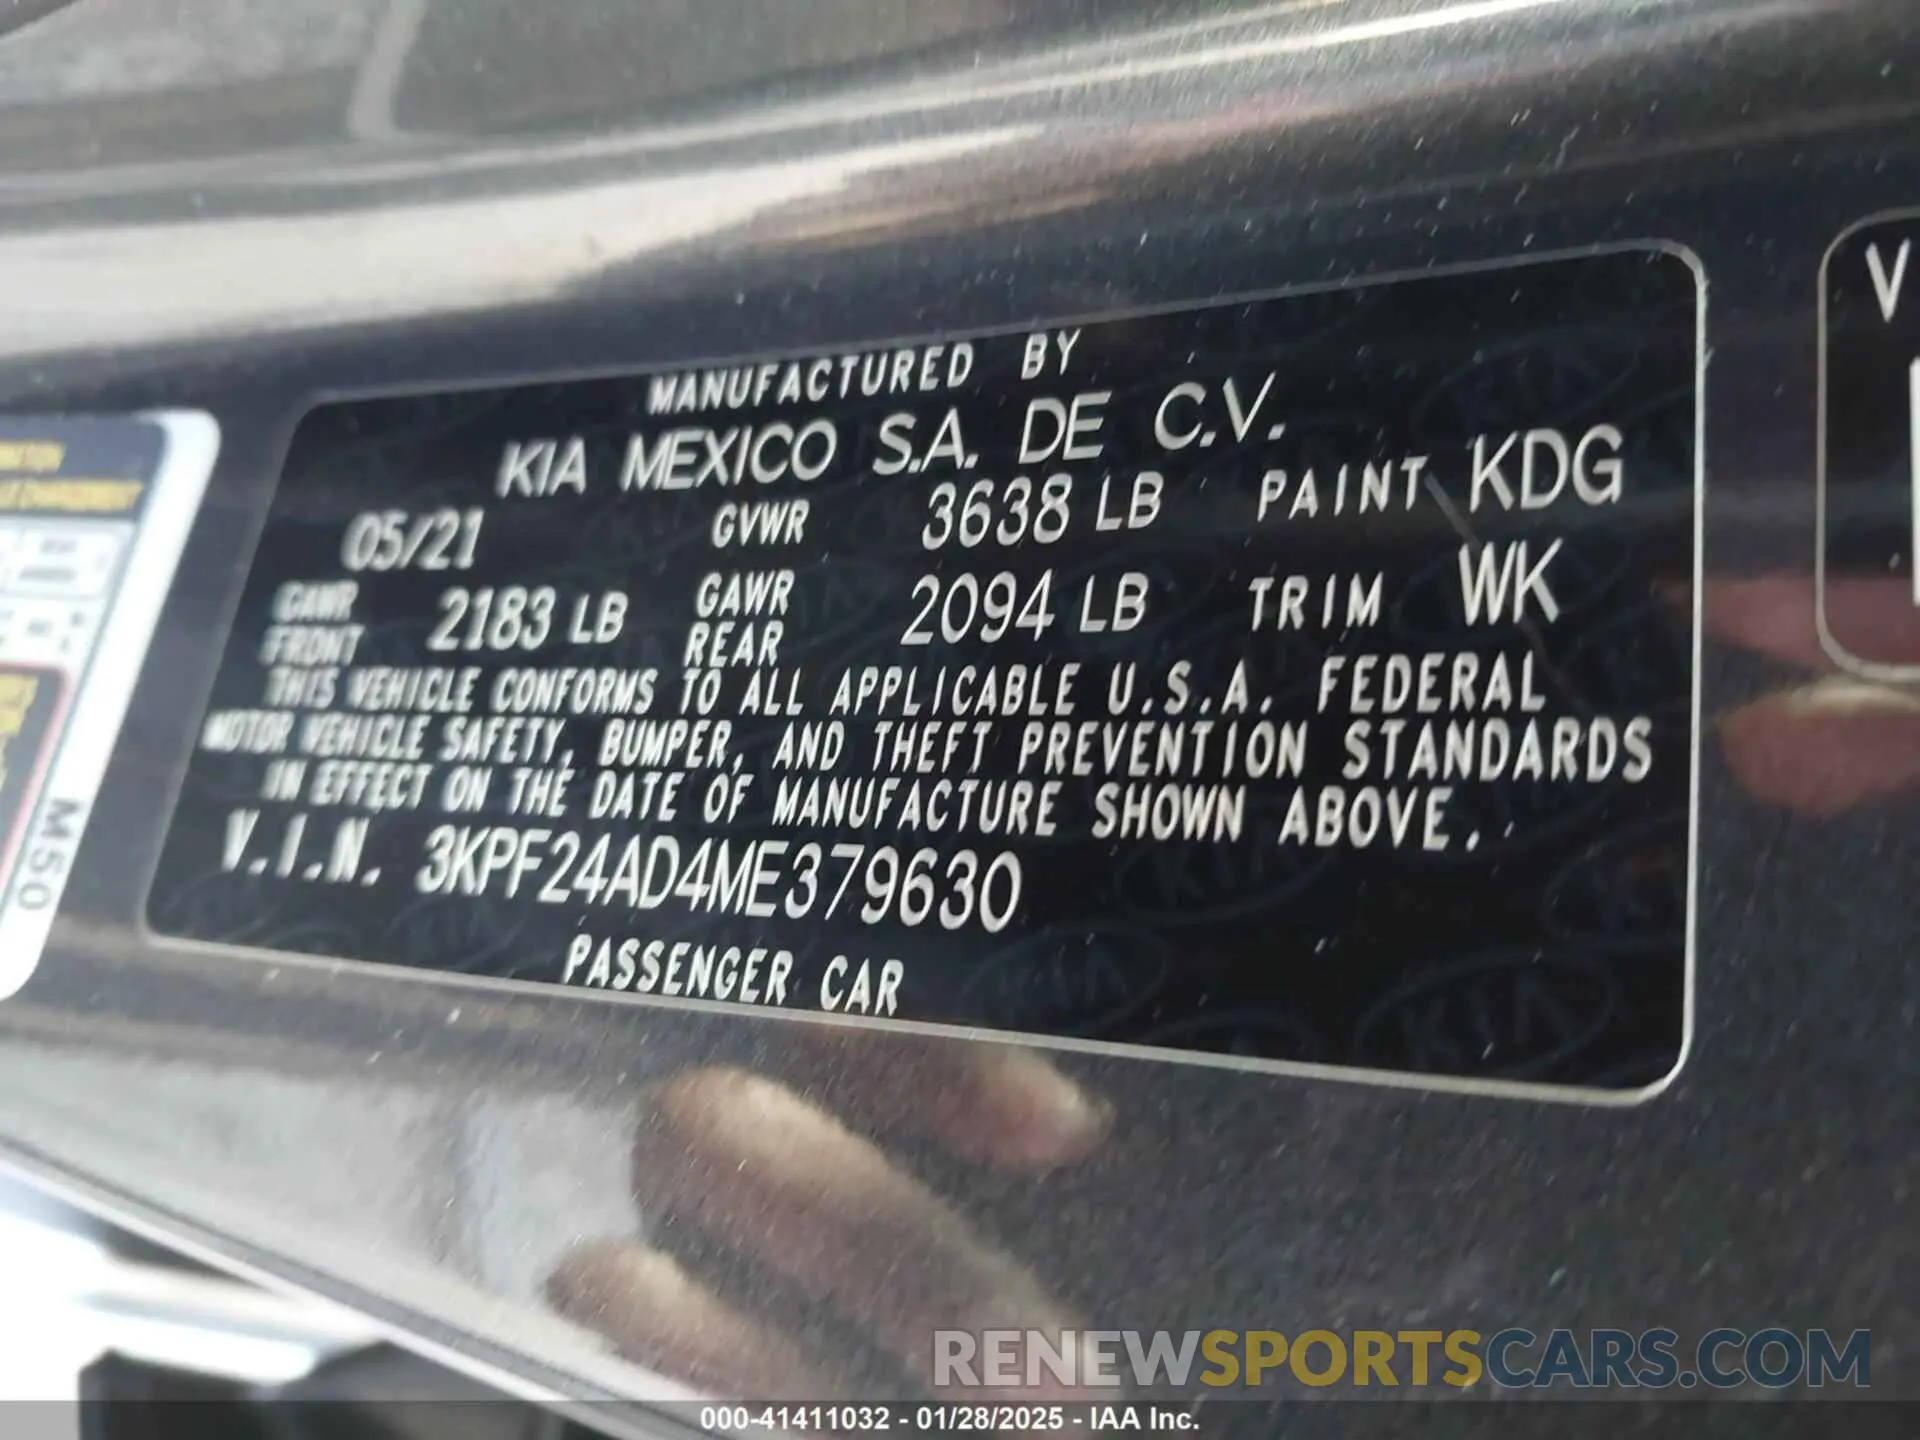 MANUFACTURED BY
KIA MEXICO S.A. DE C.V.
05/21 GVWR 3638 LB PAINT KDG
GAWR FRONT 2183 LB GAWR REAR 2094 LB TRIM WK
THIS VEHICLE CONFORMS TO ALL APPLICABLE U.S.A. FEDERAL
MOTOR VEHICLE SAFETY, BUMPER, AND THEFT PREVENTION STANDARDS
IN EFFECT ON THE DATE OF MANUFACTURE SHOWN ABOVE.
V.I.N. 3KPF24AD4ME379630
PASSENGER CAR
M50
V
RENEWSPORTSCARS.COM
000-41411032 - 01/28/2025 - IAA Inc.